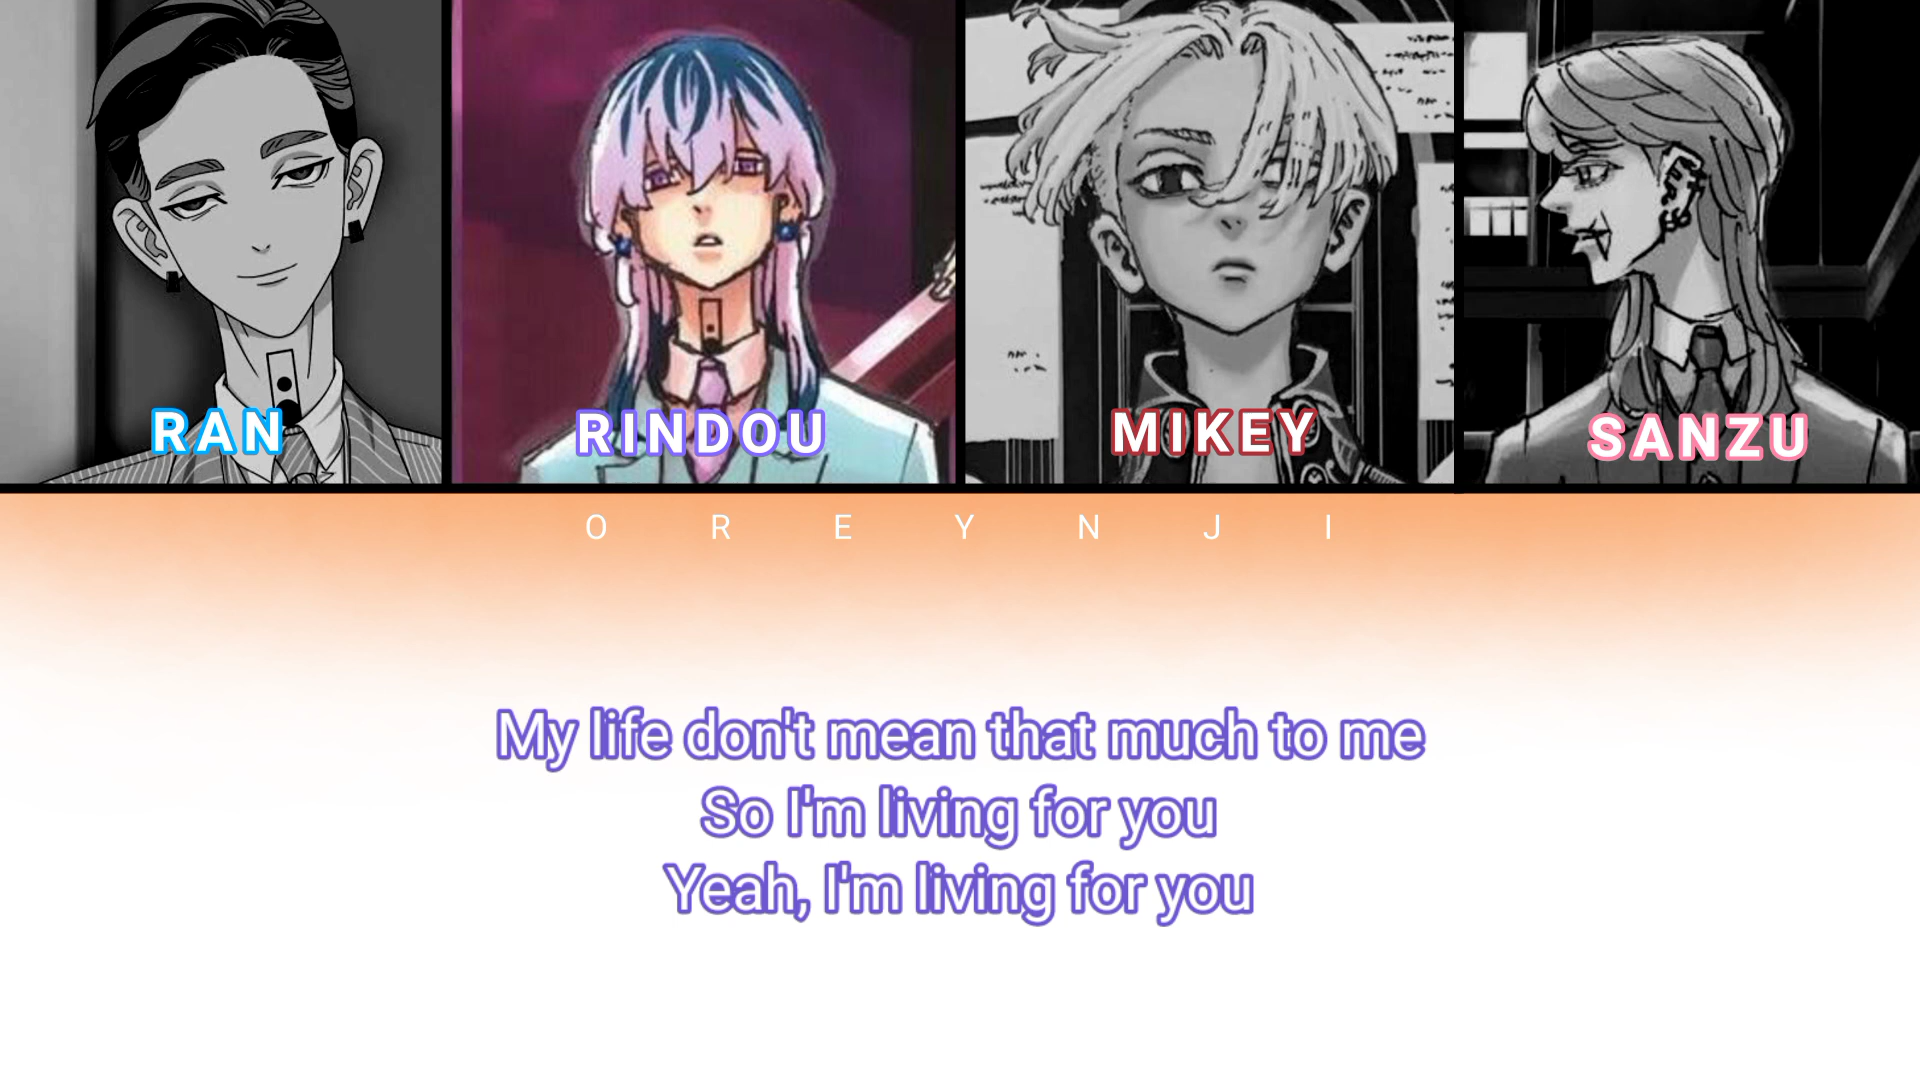 RAN
RINDOU
MIKEY
SANZU
O R E Y N J I
My life don't mean that much to me
So I'm living for you
Yeah, I'm living for you